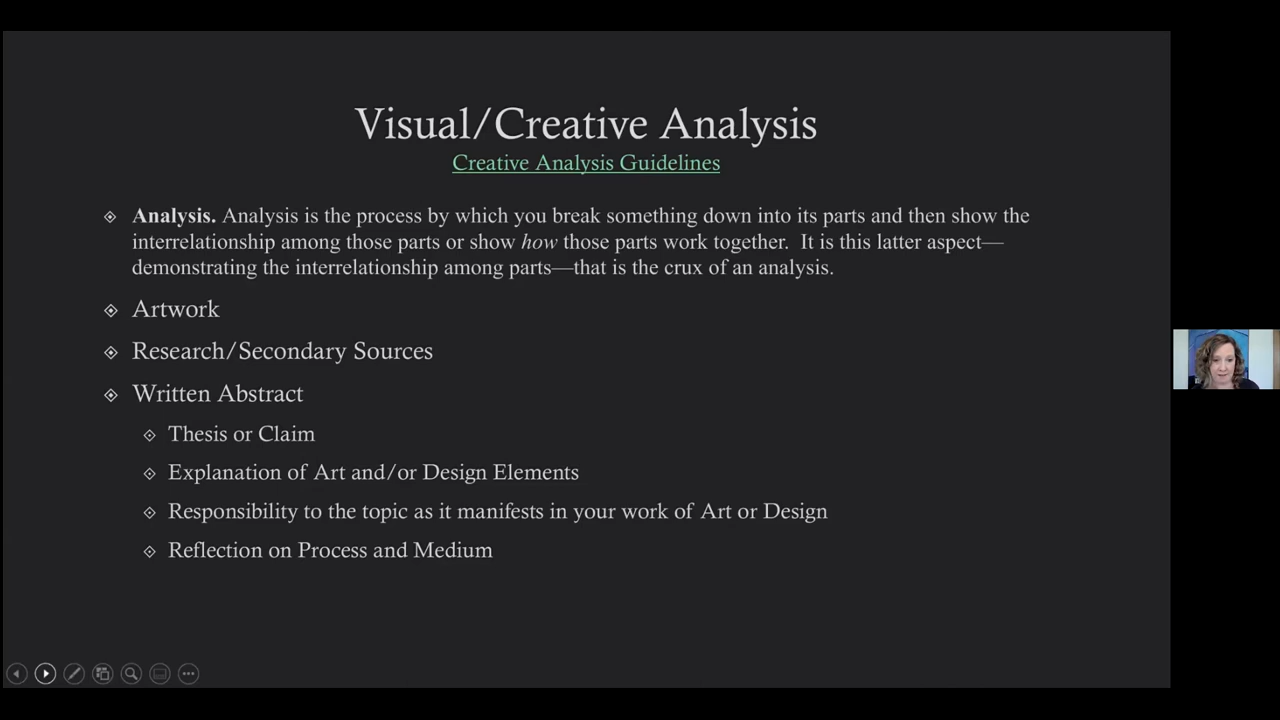 Visual/Creative Analysis
Creative Analysis Guidelines
Analysis. Analysis is the process by which you break something down into its parts and then show the
interrelationship among those parts or show how those parts work together.  It is this latter aspect—
demonstrating the interrelationship among parts—that is the crux of an analysis.
Artwork
Research/Secondary Sources
Written Abstract
Thesis or Claim
Explanation of Art and/or Design Elements
Responsibility to the topic as it manifests in your work of Art or Design
Reflection on Process and Medium